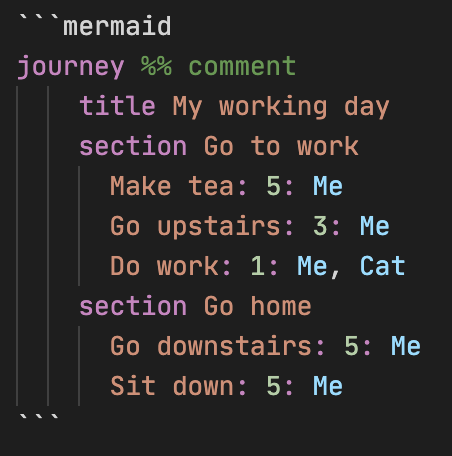 ```mermaid
journey %% comment
    title My working day
    section Go to work
      Make tea: 5: Me
      Go upstairs: 3: Me
      Do work: 1: Me, Cat
    section Go home
      Go downstairs: 5: Me
      Sit down: 5: Me
```